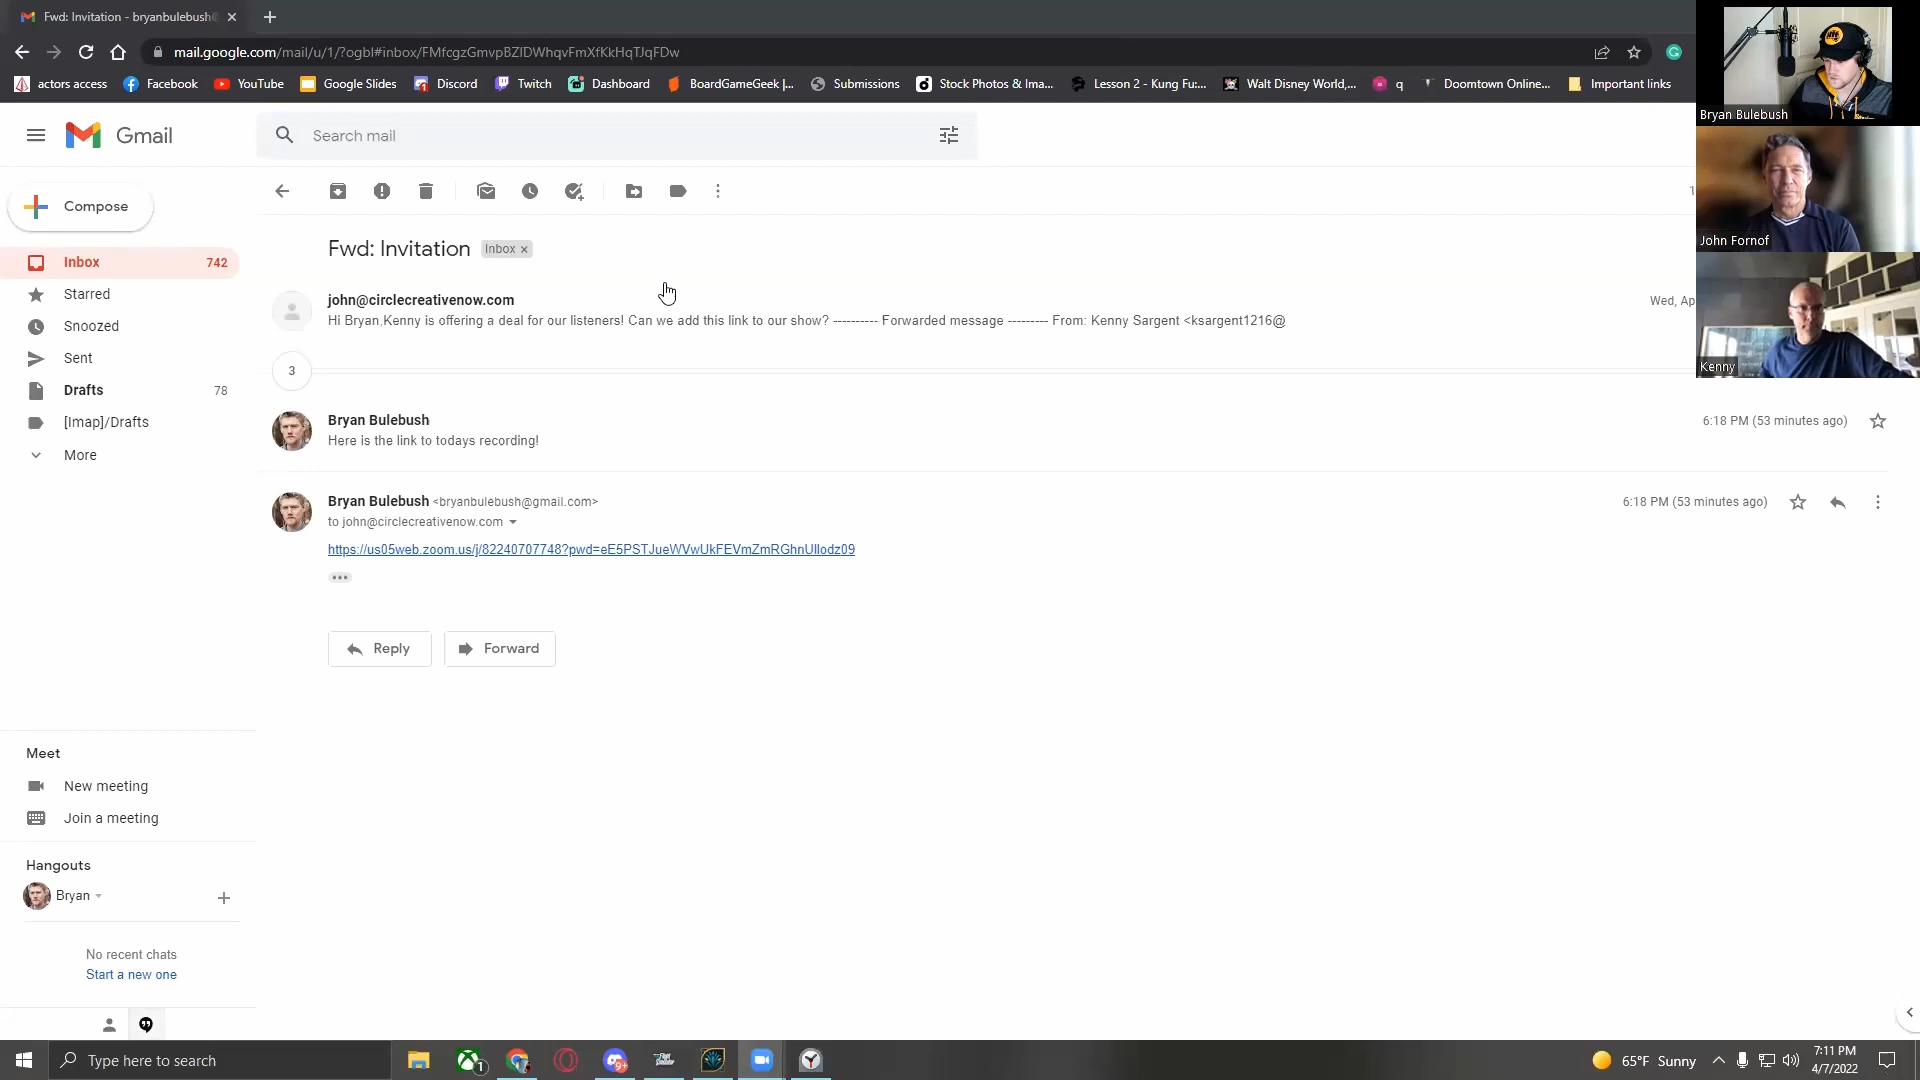 Fwd: Invitation - bryanbulebush@
mail.google.com/mail/u/1/?ogbl#inbox/FMfcgzGmvpBZlDWhqvFmXfKkHqTJqFDw
actors access Facebook YouTube Google Slides Discord Twitch Dashboard BoardGameGeek |... Submissions Stock Photos & Ima... Lesson 2 - Kung Fu:... Walt Disney World,... q Doomtown Online... Important links
Bryan Bulebush
Gmail
Search mail
Compose
1
John Fornof
Fwd: Invitation Inbox ×
Inbox 742
Starred
Snoozed
Sent
Drafts 78
[Imap]/Drafts
More
john@circlecreativenow.com Wed, Ap
Hi Bryan,Kenny is offering a deal for our listeners! Can we add this link to our show? ---------- Forwarded message --------- From: Kenny Sargent <ksargent1216@
Kenny
3
Bryan Bulebush 6:18 PM (53 minutes ago)
Here is the link to todays recording!
Bryan Bulebush <bryanbulebush@gmail.com> 6:18 PM (53 minutes ago)
to john@circlecreativenow.com
https://us05web.zoom.us/j/82240707748?pwd=eE5PSTJueWVwUkFEVmZmRGhnUllodz09
Reply Forward
Meet
New meeting
Join a meeting
Hangouts
Bryan
No recent chats
Start a new one
Type here to search
1
9+
65°F Sunny
7:11 PM
4/7/2022